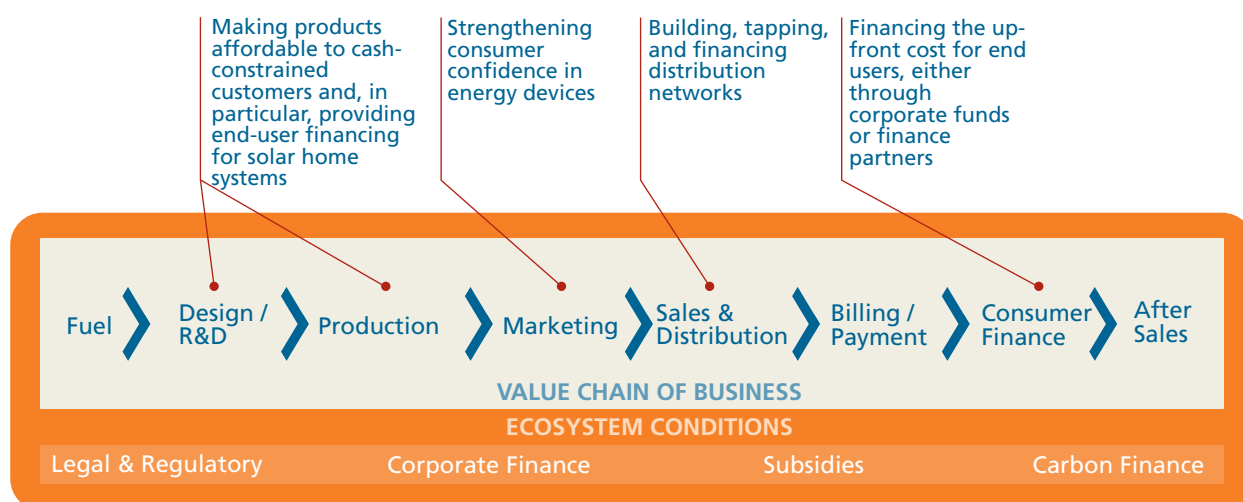 Making products
affordable to cash-
constrained
customers and, in
particular, providing
end-user financing
for solar home
systems
Strengthening
consumer
confidence in
energy devices
Building, tapping,
and financing
distribution
networks
Financing the up-
front cost for end
users, either
through
corporate funds
or finance
partners
Fuel
Design /
R&D
Production
Marketing
Sales &
Distribution
Billing /
Payment
Consumer
Finance
After
Sales
VALUE CHAIN OF BUSINESS
ECOSYSTEM CONDITIONS
Legal & Regulatory
Corporate Finance
Subsidies
Carbon Finance